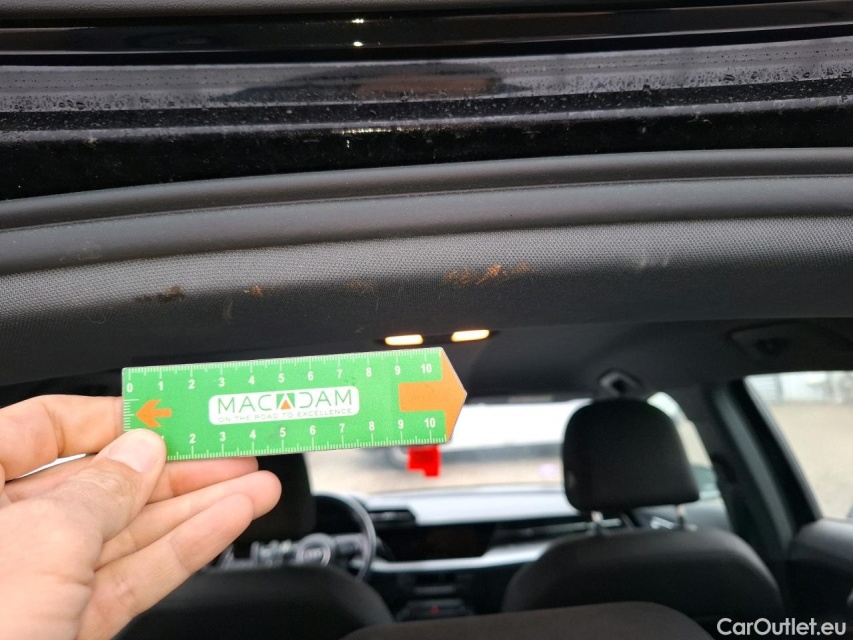 0 1 2 3 4 5 6 7 8 9 10
MACADAM
ON THE ROAD TO EXCELLENCE
2 3 4 5 6 7 8 9 10
CarOutlet.eu